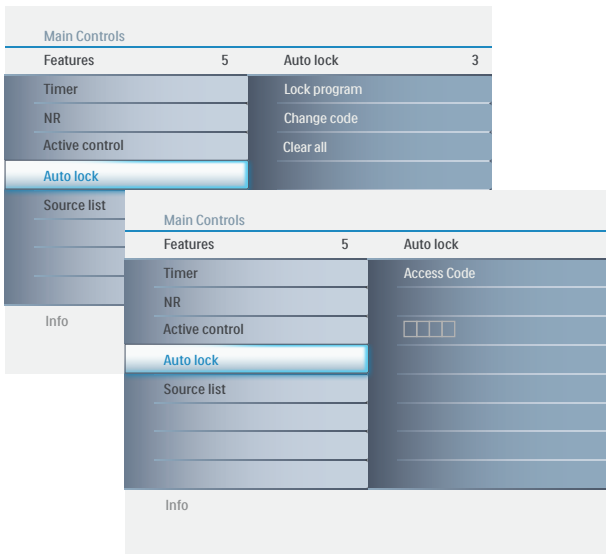 Main Controls
Features 5 Auto lock 3
Timer Lock program
NR Change code
Active control Clear all
Auto lock
Source list
Info
Main Controls
Features 5 Auto lock
Timer Access Code
NR
Active control
Auto lock
Source list
Info